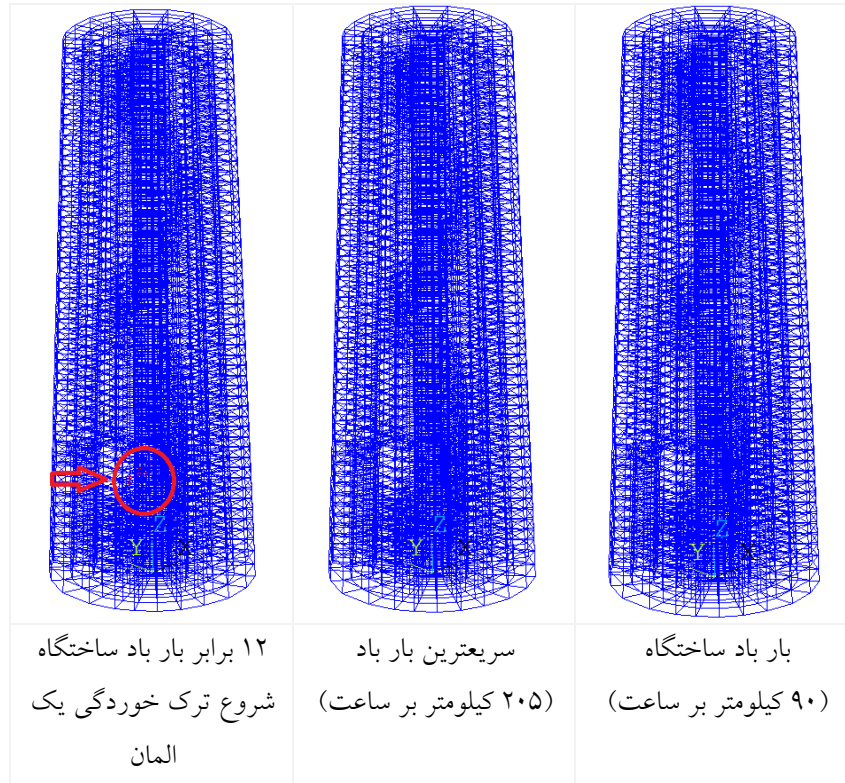 Z
Y X
Z
Y X
Z
Y X
بار باد ساختگاه
(۹۰ کیلومتر بر ساعت)
سریعترین بار باد
(۲۰۵ کیلومتر بر ساعت)
۱۲ برابر بار باد ساختگاه
شروع ترک خوردگی یک
المان